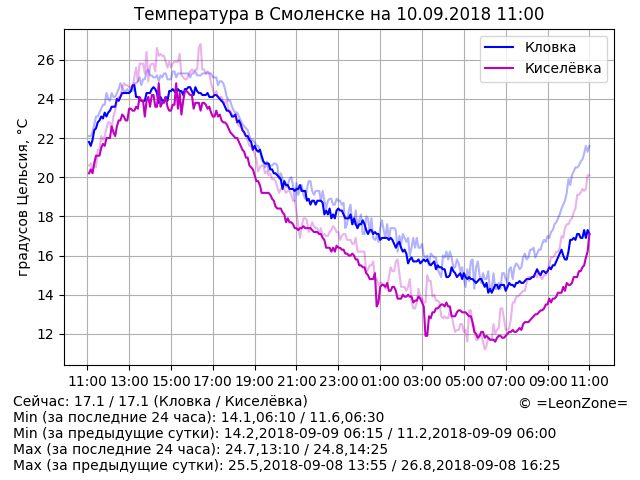 Температура в Смоленске на 10.09.2018 11:00
Кловка
Киселёвка
градусов Цельсия, °C
26
24
22
20
18
16
14
12
11:00 13:00 15:00 17:00 19:00 21:00 23:00 01:00 03:00 05:00 07:00 09:00 11:00
Сейчас: 17.1 / 17.1 (Кловка / Киселёвка)
© =LeonZone=
Min (за последние 24 часа): 14.1,06:10 / 11.6,06:30
Min (за предыдущие сутки): 14.2,2018-09-09 06:15 / 11.2,2018-09-09 06:00
Max (за последние 24 часа): 24.7,13:10 / 24.8,14:25
Max (за предыдущие сутки): 25.5,2018-09-08 13:55 / 26.8,2018-09-08 16:25